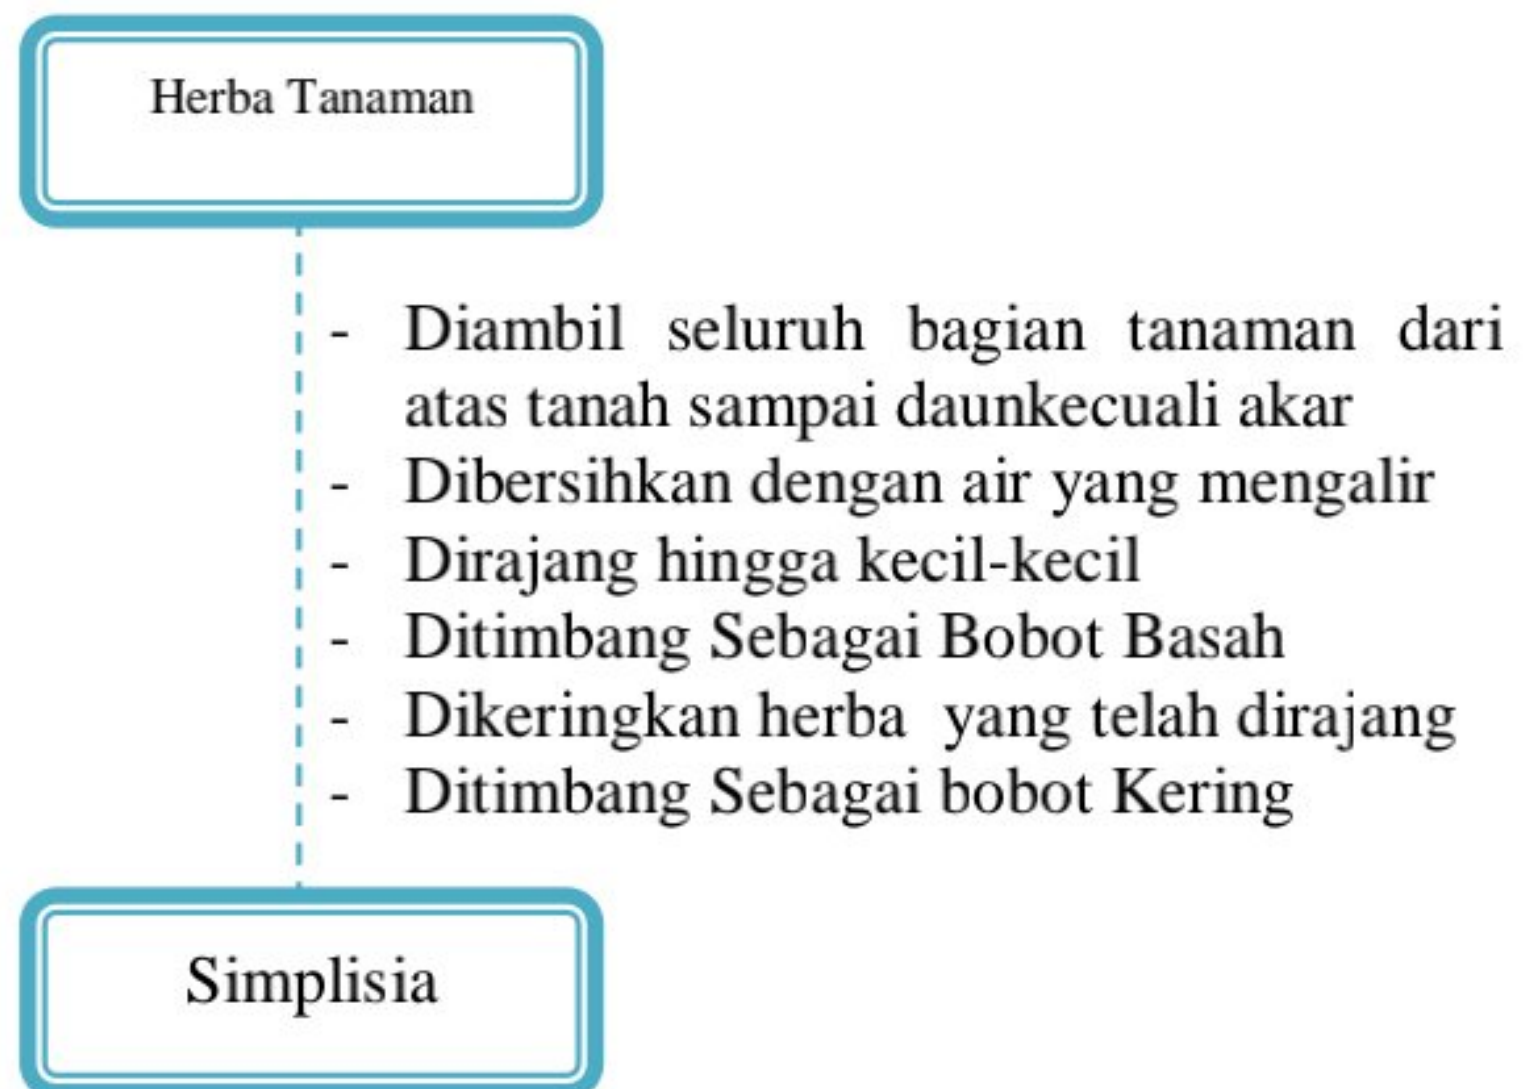 Herba Tanaman
- Diambil seluruh bagian tanaman dari
atas tanah sampai daunkecuali akar
- Dibersihkan dengan air yang mengalir
- Dirajang hingga kecil-kecil
- Ditimbang Sebagai Bobot Basah
- Dikeringkan herba  yang telah dirajang
- Ditimbang Sebagai bobot Kering
Simplisia